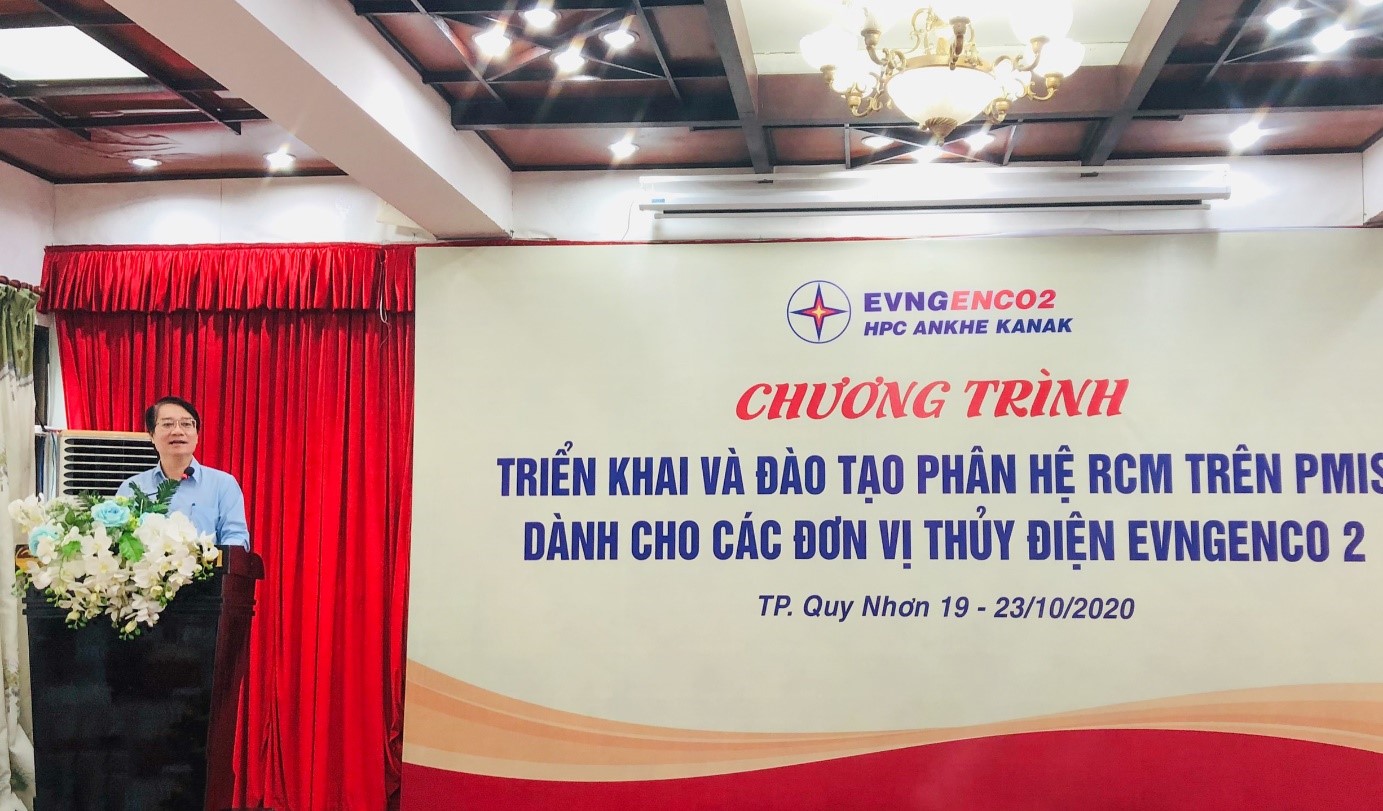 EVNGENCO2
HPC ANKHE KANAK
CHƯƠNG TRÌNH
TRIỂN KHAI VÀ ĐÀO TẠO PHÂN HỆ RCM TRÊN PMIS
DÀNH CHO CÁC ĐƠN VỊ THỦY ĐIỆN EVNGENCO 2
TP. Quy Nhơn 19 - 23/10/2020